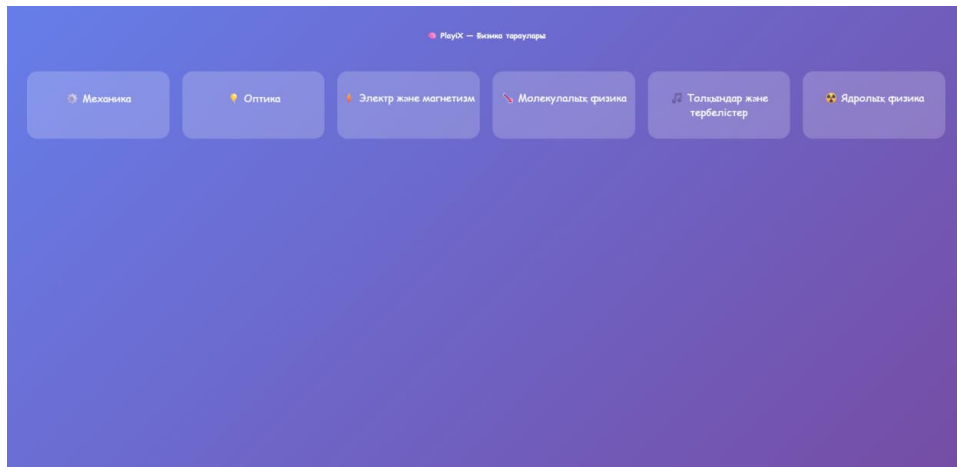 PlayiX — Физика тараулары
Механика
Оптика
Электр және магнетизм
Молекулалық физика
Толқындар және
тербелістер
Ядролық физика